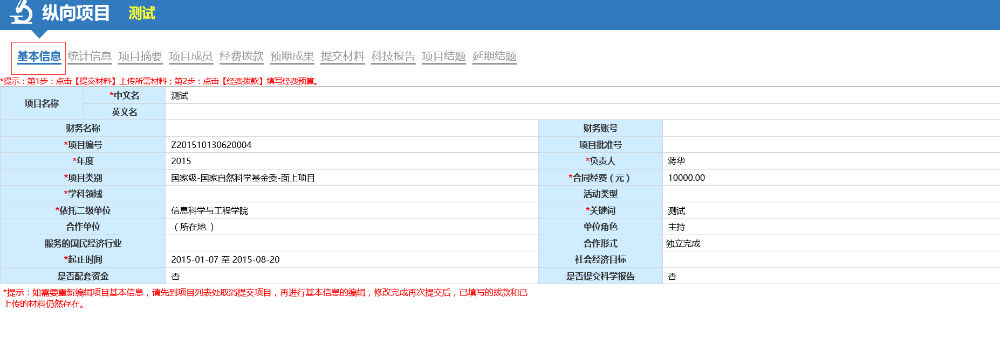 纵向项目 测试
基本信息 统计信息 项目摘要 项目成员 经费拨款 预期成果 提交材料 科技报告 项目结题 延期结题
*提示：第1步：点击【提交材料】上传所需材料；第2步：点击【经费拨款】填写经费预算。
项目名称 *中文名 测试
英文名
财务名称 财务账号
*项目编号 Z201510130620004 项目批准号
*年度 2015 *负责人 蒋华
*项目类别 国家级-国家自然科学基金委-面上项目 *合同经费（元） 10000.00
*学科领域 活动类型
*依托二级单位 信息科学与工程学院 *关键词 测试
合作单位 （ 所在地 ） 单位角色 主持
服务的国民经济行业 合作形式 独立完成
*起止时间 2015-01-07 至 2015-08-20 社会经济目标
是否配套资金 否 是否提交科学报告 否
*提示：如需要重新编辑项目基本信息，请先到项目列表处取消提交项目，再进行基本信息的编辑，修改完成再次提交后，已填写的拨款和已
上传的材料仍然存在。